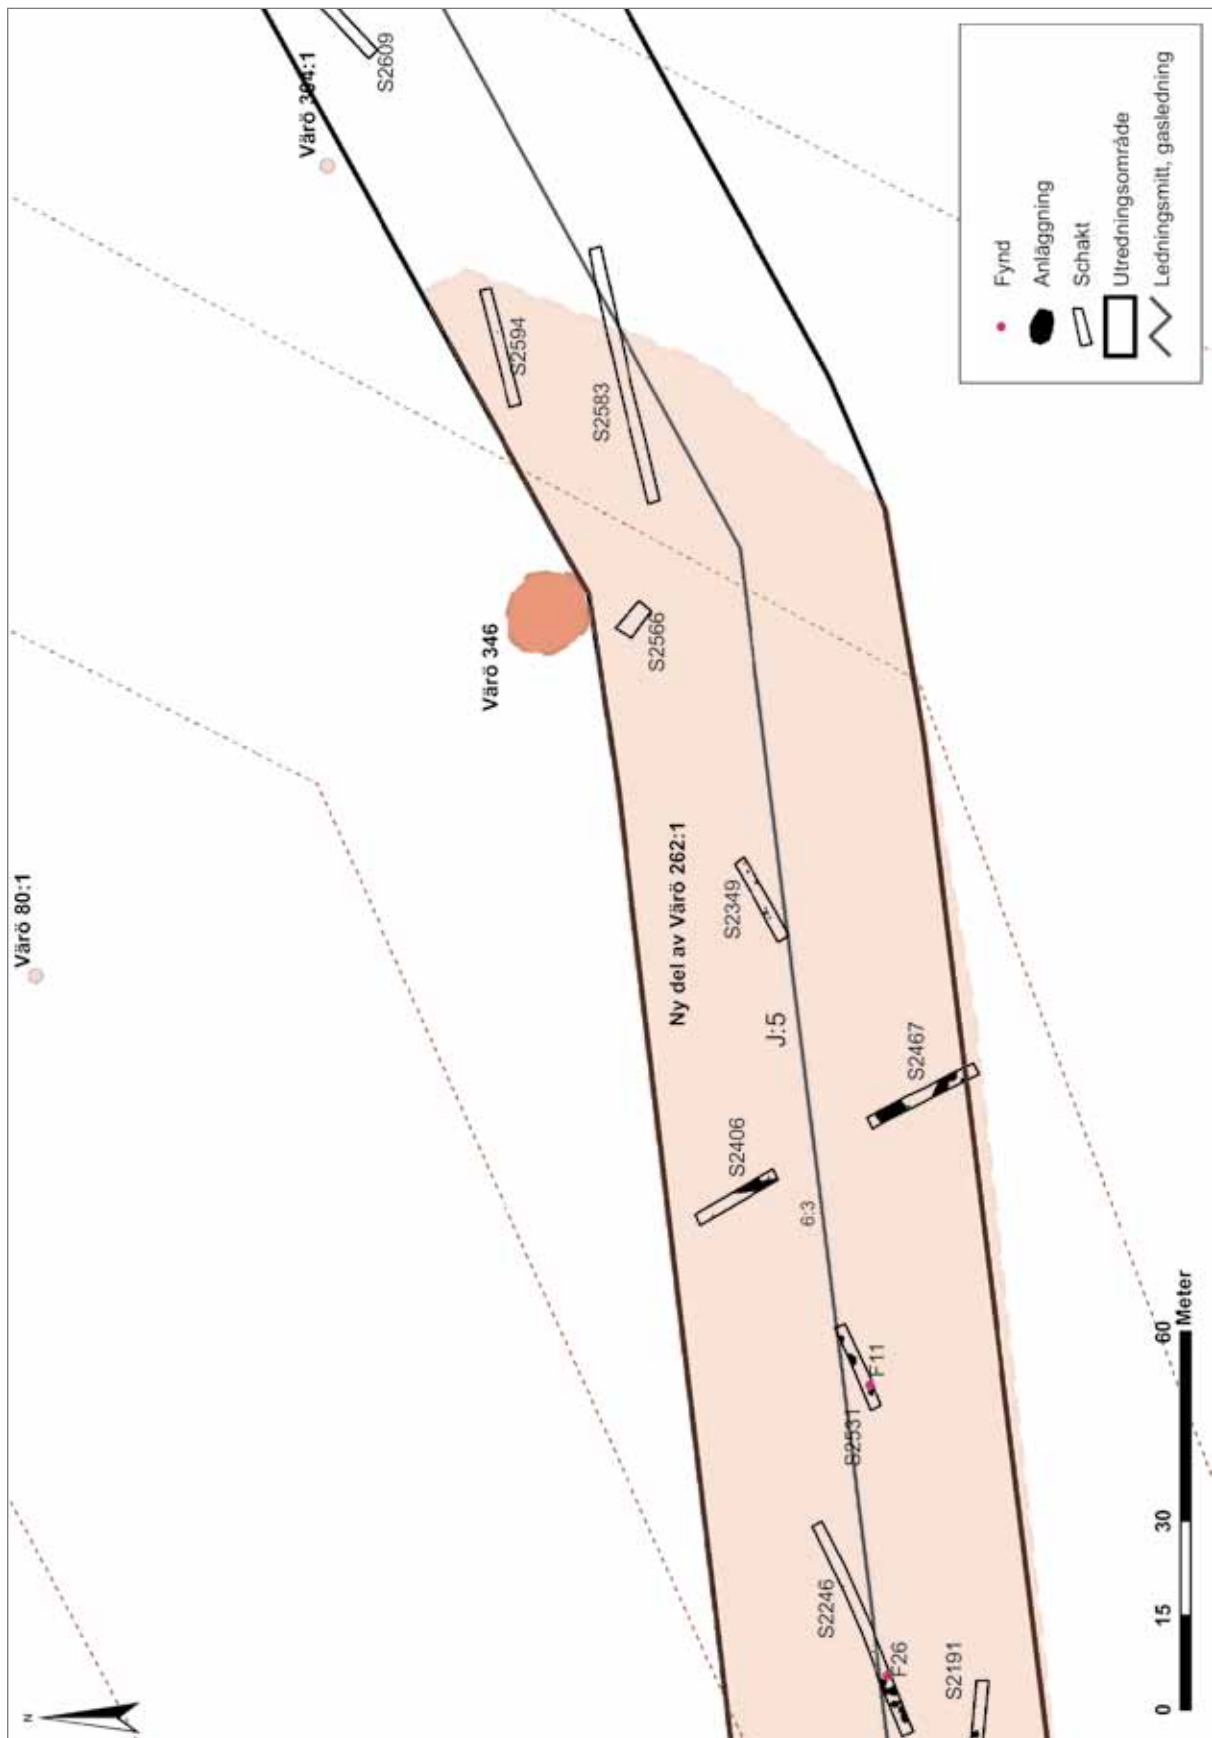 Värö 80:1
Värö 304:1
S2609
S2594
S2583
Värö 346
S2566
Ny del av Värö 262:1
S2349
J:5
S2467
S2406
6:3
F11
S2531
S2246
F26
S2191
N
0 15 30 60 Meter
Fynd
Anläggning
Schakt
Utredningsområde
Ledningsmitt, gasledning